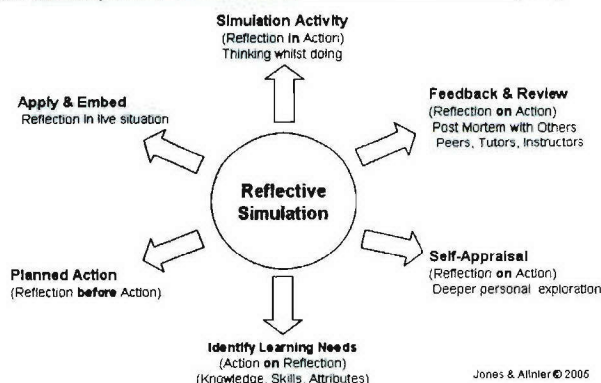 Simulation Activity
(Reflection in Action)
Thinking whilst doing
Feedback & Review
(Reflection on Action)
Post Mortem with Others
Peers, Tutors, Instructors
Self-Appraisal
(Reflection on Action)
Deeper personal exploration
Identify Learning Needs
(Action on Reflection)
(Knowledge, Skills, Attributes)
Planned Action
(Reflection before Action)
Apply & Embed
Reflection in live situation
Reflective
Simulation
Jones & Alinier © 2005